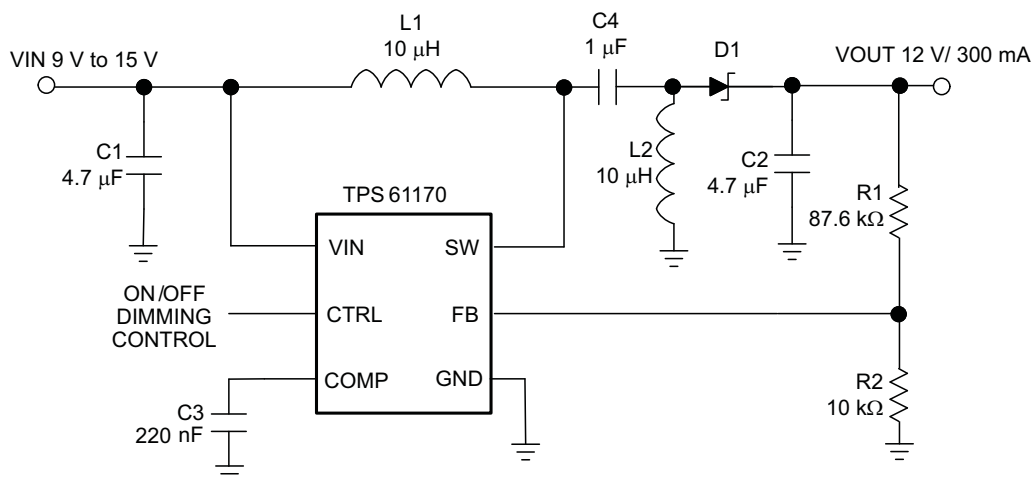 L1
10 μH
C4
1 μF
D1
VIN 9 V to 15 V
VOUT 12 V/ 300 mA
C1
4.7 μF
L2
10 μH
C2
4.7 μF
R1
87.6 kΩ
TPS 61170
VIN
SW
ON/OFF
DIMMING
CONTROL
CTRL
FB
COMP
GND
C3
220 nF
R2
10 kΩ